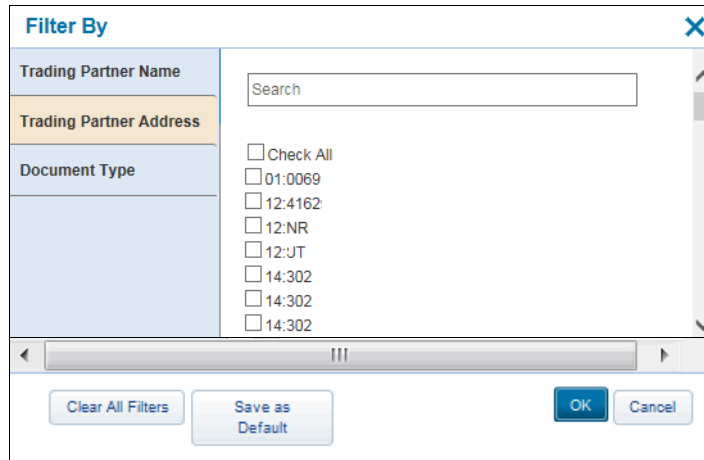 Filter By
Trading Partner Name
Trading Partner Address
Document Type
Search
Check All
01:0069
12:4162
12:NR
12:UT
14:302
14:302
14:302
Clear All Filters
Save as
Default
OK
Cancel